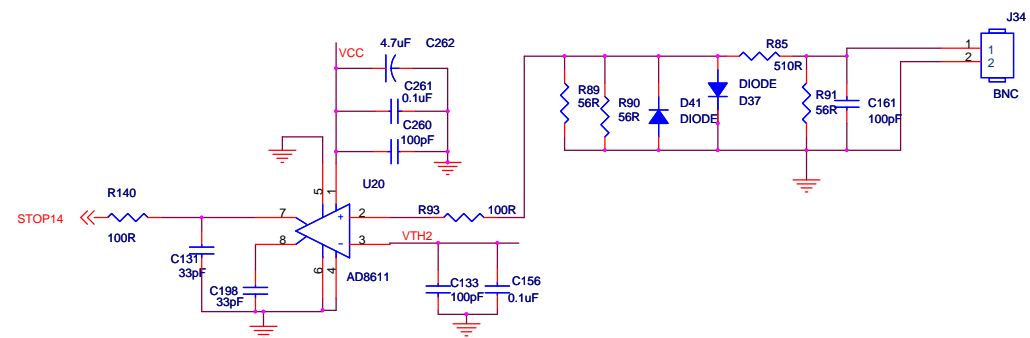 J34
4.7uF C262
VCC
R85
510R
1
2
1
2
BNC
C261
0.1uF
C260
100pF
R89
56R
R90
56R
D41
DIODE
DIODE
D37
R91
56R
C161
100pF
U20
5
1
R140
STOP14
100R
7
8
+
-
2
3
R93 100R
VTH2
6
4
AD8611
C131
33pF
C198
33pF
C133
100pF
C156
0.1uF